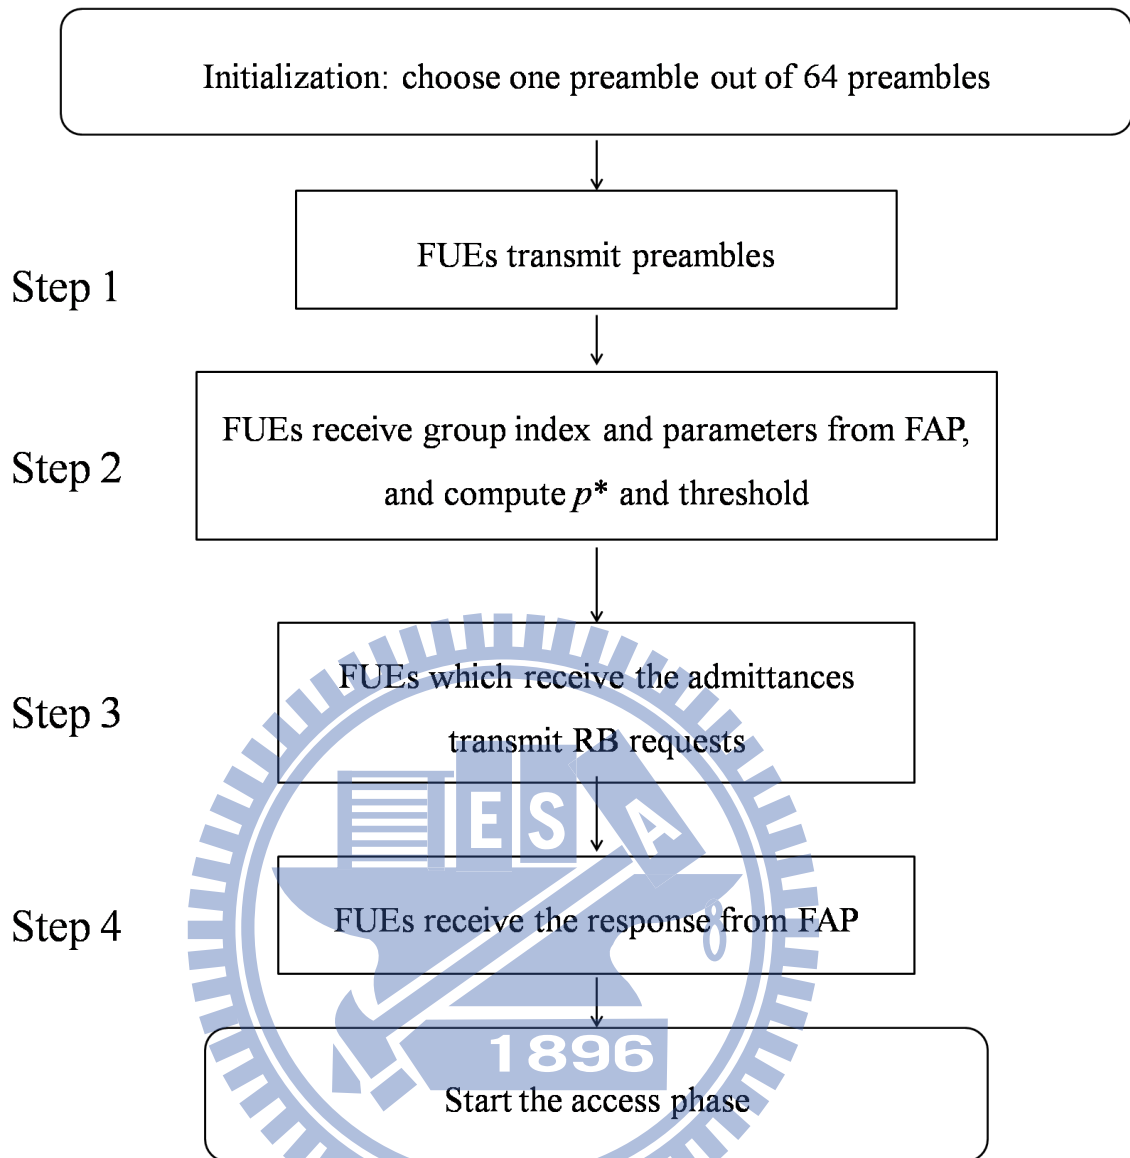 Initialization: choose one preamble out of 64 preambles
Step 1
FUEs transmit preambles
Step 2
FUEs receive group index and parameters from FAP,
and compute p* and threshold
Step 3
FUEs which receive the admittances
transmit RB requests
ESA
Step 4
FUEs receive the response from FAP
8
1896
Start the access phase